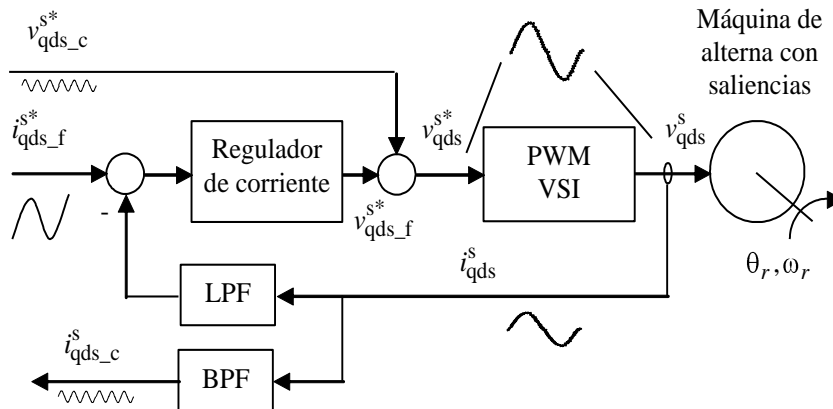 v^{s*}_{qds_c}
Máquina de
alterna con
saliencias
i^{s*}_{qds_f}
Regulador
de corriente
v^{s*}_{qds}
PWM
VSI
v^{s}_{qds}
-
v^{s*}_{qds_f}
i^{s}_{qds}
θ_r, ω_r
LPF
i^{s}_{qds_c}
BPF